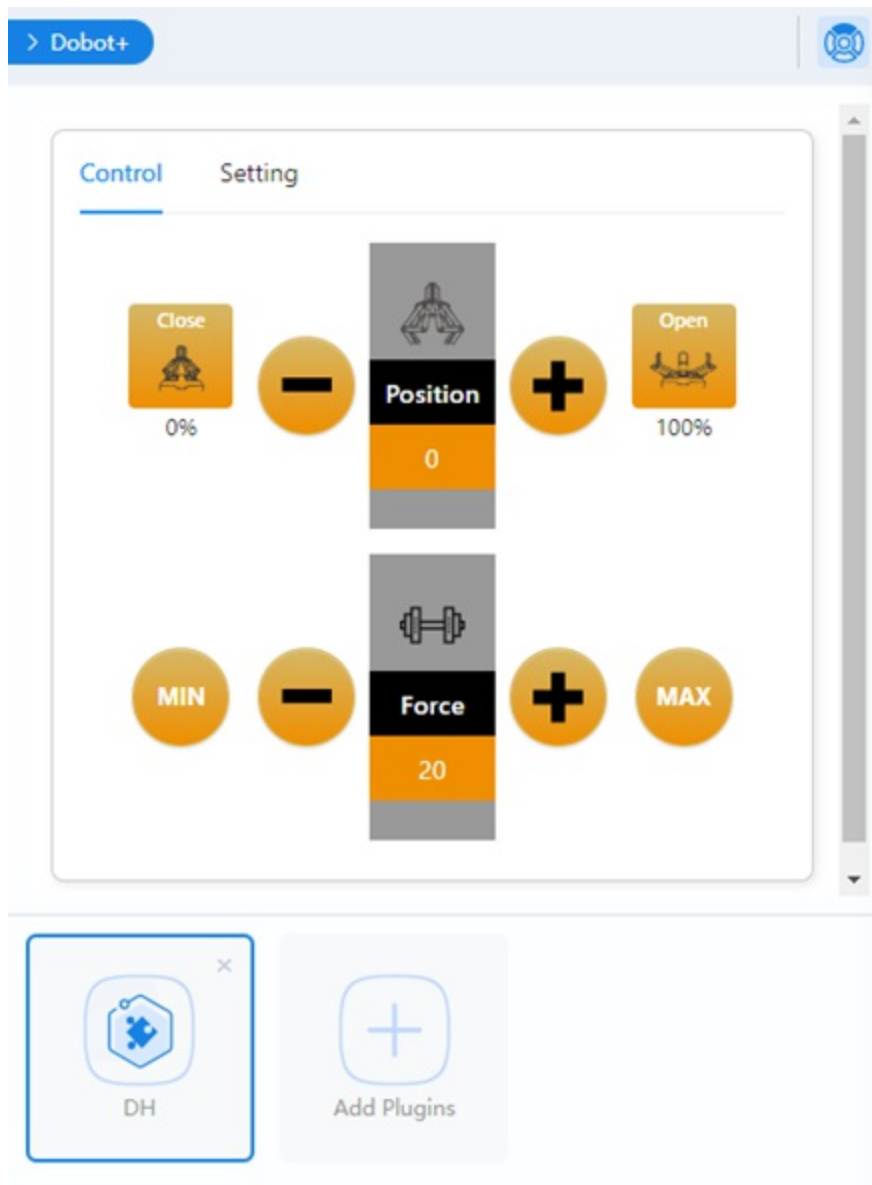 > Dobot+
Control Setting
Close
Open
Position
0% 100%
0
MIN
Force
MAX
20
DH
Add Plugins